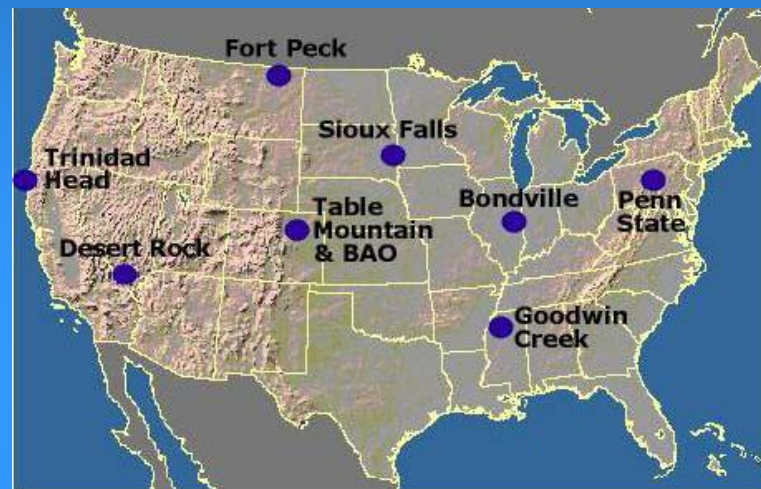 Fort Peck
Sioux Falls
Trinidad
Head
Table
Mountain
& BAO
Bondville
Penn
State
Desert Rock
Goodwin
Creek